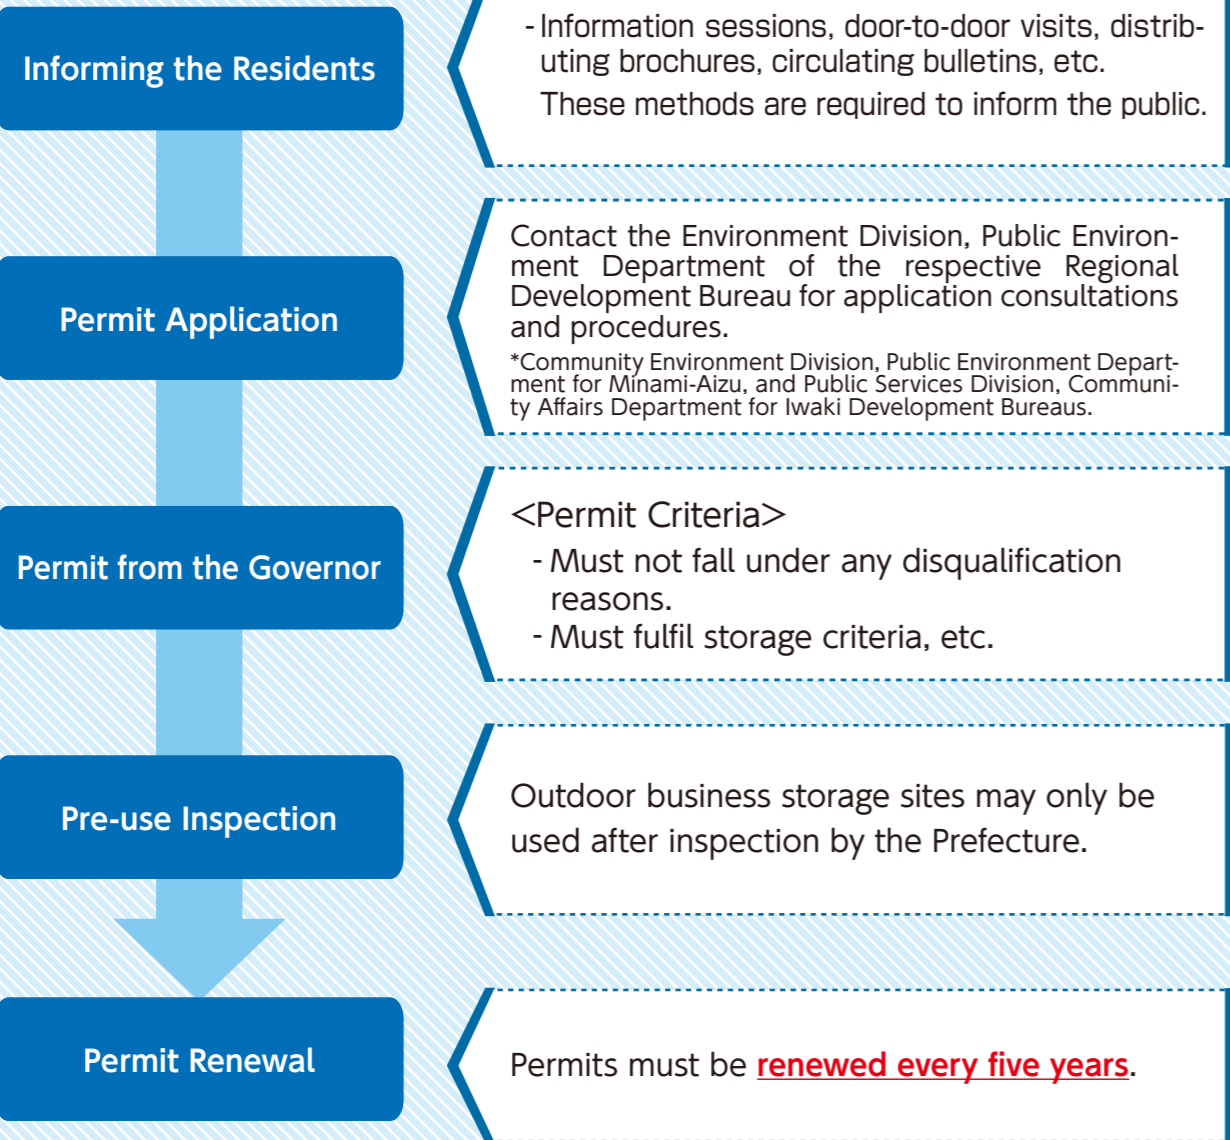 Informing the Residents
- Information sessions, door-to-door visits, distrib-
uting brochures, circulating bulletins, etc.
These methods are required to inform the public.
Permit Application
Contact the Environment Division, Public Environ-
ment Department of the respective Regional
Development Bureau for application consultations
and procedures.
*Community Environment Division, Public Environment Depart-
ment for Minami-Aizu, and Public Services Division, Communi-
ty Affairs Department for Iwaki Development Bureaus.
Permit from the Governor
<Permit Criteria>
- Must not fall under any disqualification
reasons.
- Must fulfil storage criteria, etc.
Pre-use Inspection
Outdoor business storage sites may only be
used after inspection by the Prefecture.
Permit Renewal
Permits must be renewed every five years.